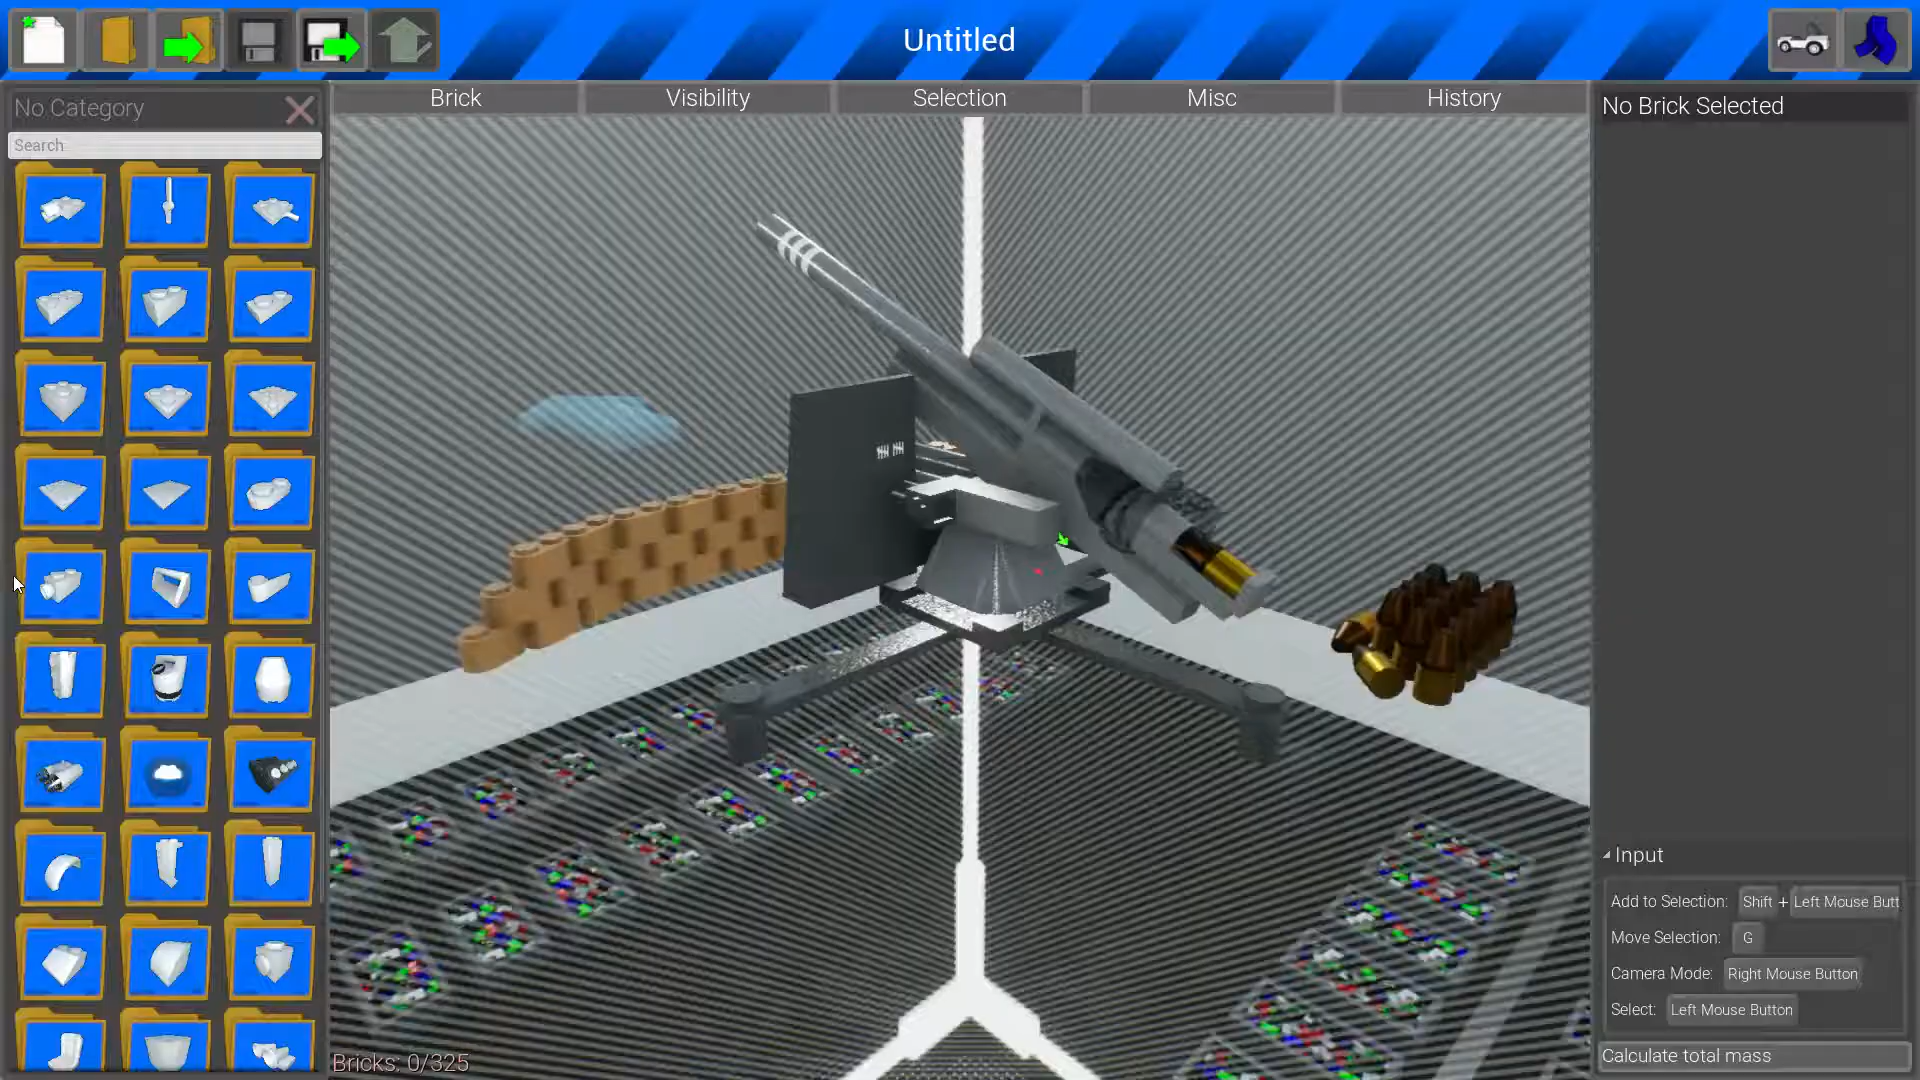 Untitled
No Category
Search
Brick
Visibility
Selection
Misc
History
No Brick Selected
Input
Add to Selection: Shift + Left Mouse Butt
Move Selection: G
Camera Mode: Right Mouse Button
Select: Left Mouse Button
Calculate total mass
Bricks: 0/325